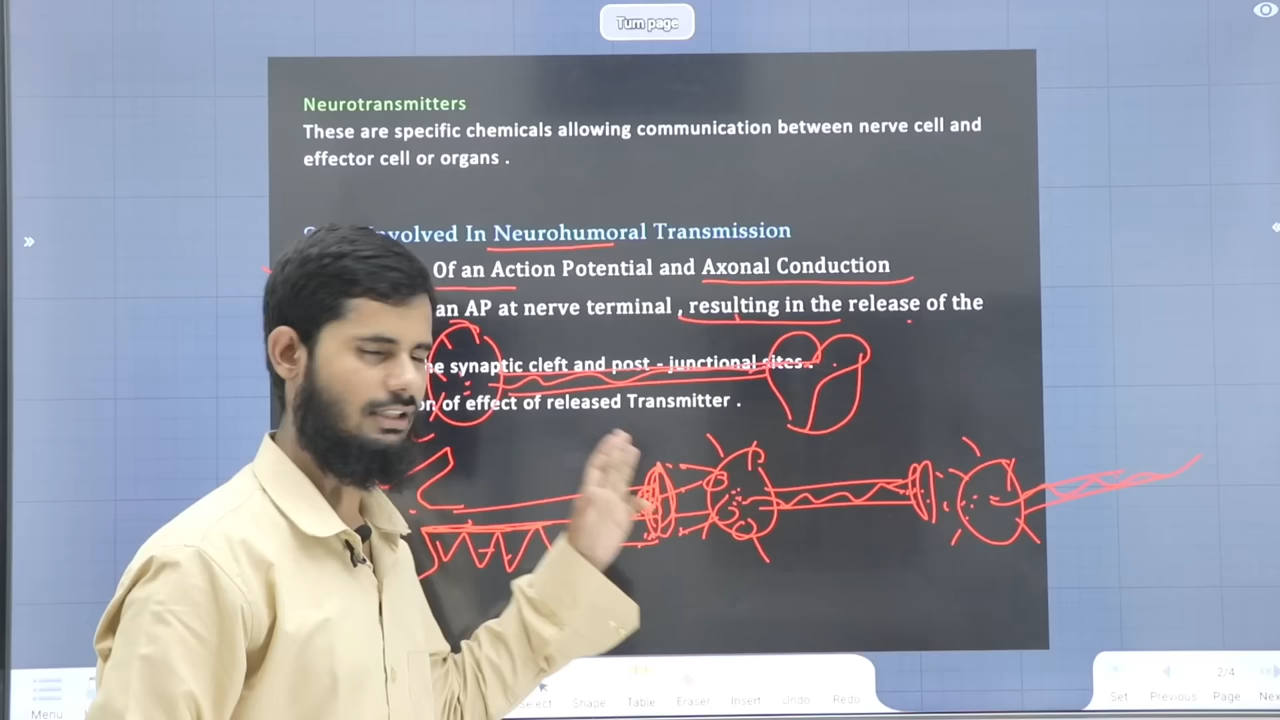 Turn page
Neurotransmitters
These are specific chemicals allowing communication between nerve cell and
effector cell or organs .
Involved In Neurohumoral Transmission
Of an Action Potential and Axonal Conduction
an AP at nerve terminal , resulting in the release of the
synaptic cleft and post - junctional sites .
of effect of released Transmitter .
Menu Select Shape Table Eraser Insert Undo Redo Set Previous 2/4 Page Next